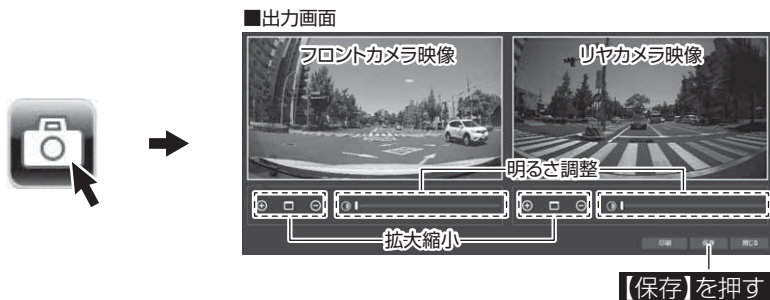 ■出力画面
フロントカメラ映像
リヤカメラ映像
明るさ調整
拡大縮小
印刷 保存 閉じる
【保存】を押す